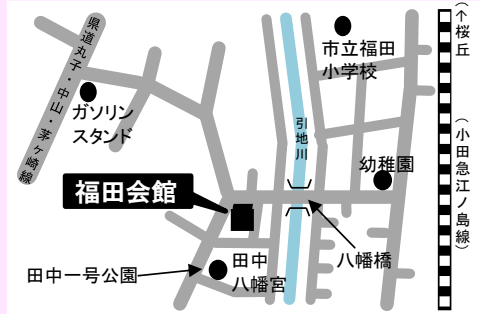 県道丸子・中山・茅ヶ崎線
ガソリン
スタンド
市立福田
小学校
(↑桜丘
(小田急江ノ島線)
引地川
幼稚園
福田会館
八幡橋
田中一号公園
田中
八幡宮